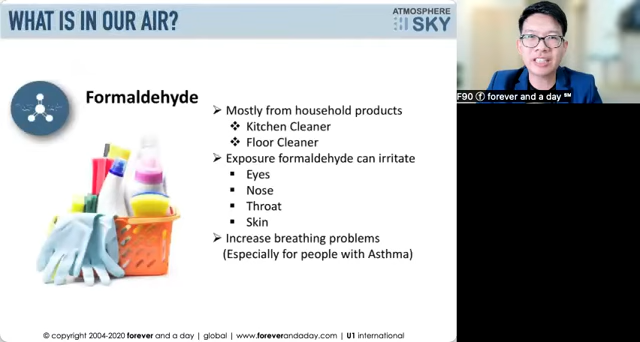 WHAT IS IN OUR AIR?
ATMOSPHERE
SKY
Formaldehyde
➢ Mostly from household products
❖ Kitchen Cleaner
❖ Floor Cleaner
➢ Exposure formaldehyde can irritate
▪ Eyes
▪ Nose
▪ Throat
▪ Skin
➢ Increase breathing problems
(Especially for people with Asthma)
© copyright 2004-2020 forever and a day | global | www.foreverandaday.com | U1 international
F90 ⓕ forever and a day ℠